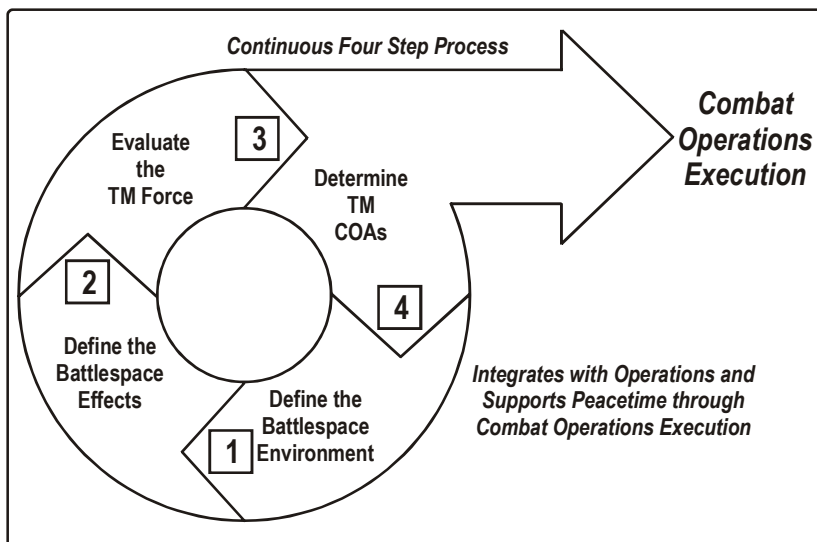 Continuous Four Step Process
Combat
Operations
Execution
3
Evaluate
the
TM Force
Determine
TM
COAs
2
4
Define the
Battlespace
Effects
Define the
Battlespace
Environment
1
Integrates with Operations and
Supports Peacetime through
Combat Operations Execution